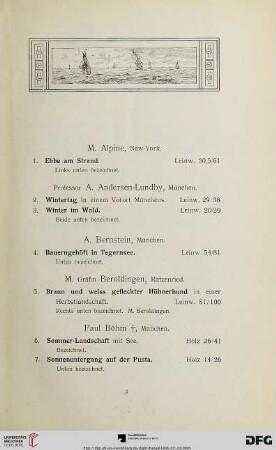 M. Alpine, New-York.
1. Ebbe am Strand. Leinw. 30,5/61
Links unten bezeichnet.
Professor A. Andersen-Lundby, München.
2. Wintertag in einem Vorort Münchens. Leinw. 29/38
3. Winter im Wald. Leinw. 20/29
Beide unten bezeichnet.
A. Bernstein, München.
4. Bauerngehöft in Tegernsee. Leinw. 54/81
Unten bezeichnet.
M. Gräfin Beroldingen, Ratzenried.
5. Braun und weiss gefleckter Hühnerhund in einer
Herbstlandschaft. Leinw. 81/100
Rechts unten bezeichnet: M. Beroldingen.
Paul Böhm †, München.
6. Sommer-Landschaft mit See. Holz 26/41
Bezeichnet.
7. Sonnenuntergang auf der Pusta. Holz 14/26
Unten bezeichnet.
UNIVERSITÄTS-
BIBLIOTHEK
HEIDELBERG
DFG